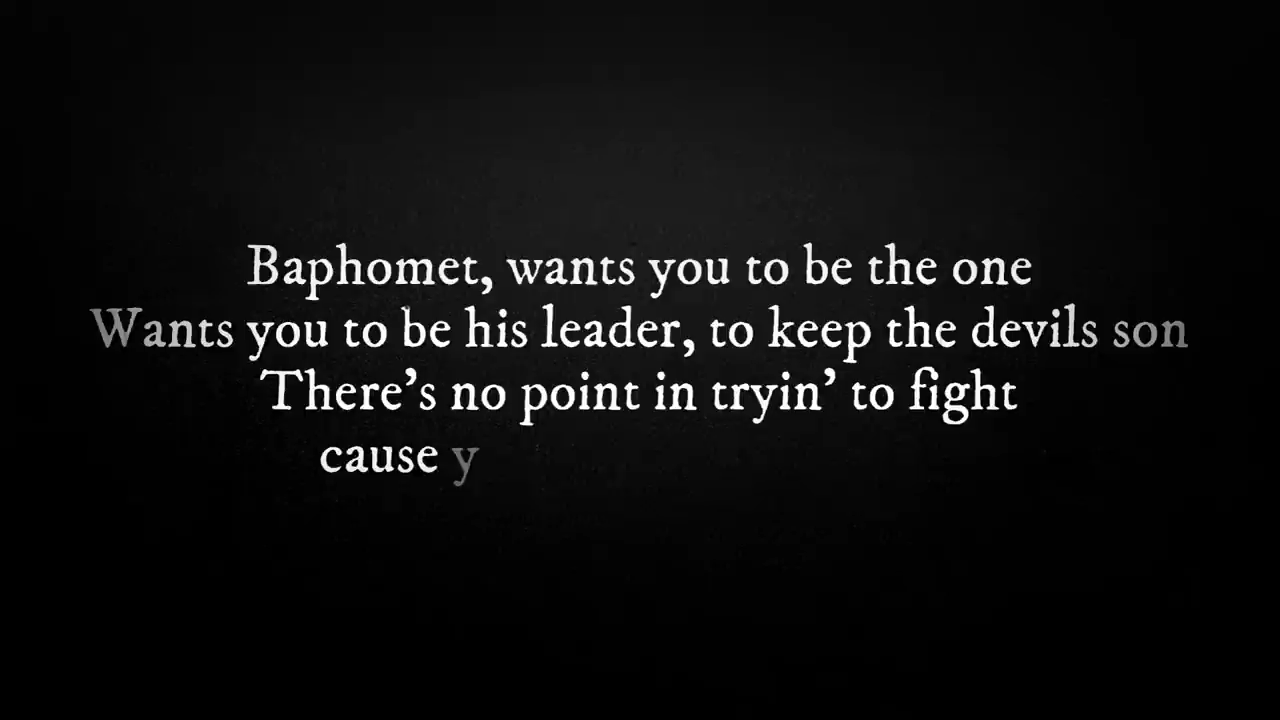 Baphomet, wants you to be the one
Wants you to be his leader, to keep the devils son
There’s no point in tryin’ to fight
cause y